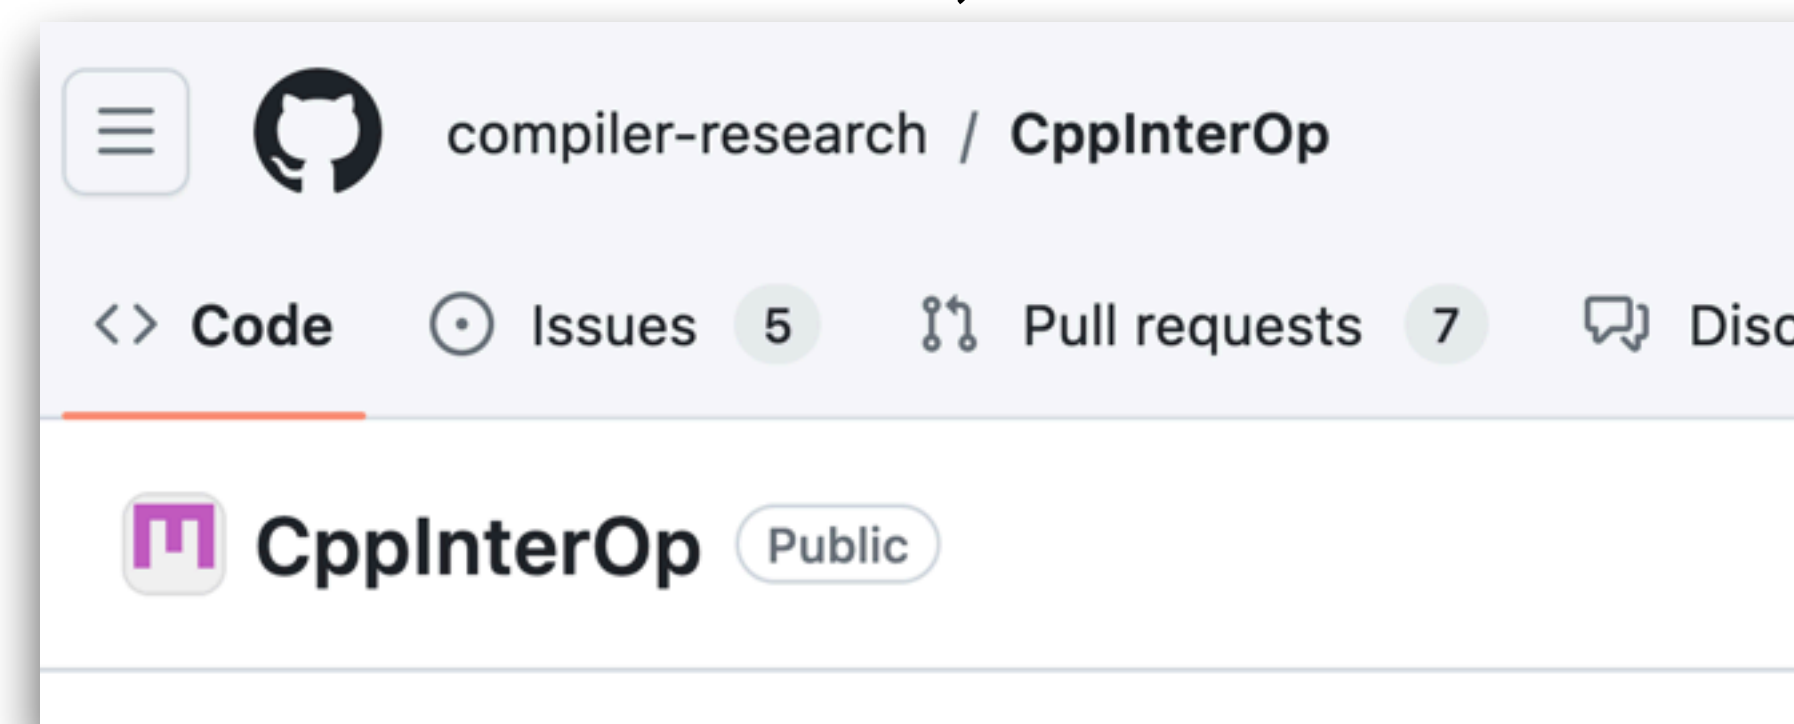 compiler-research / CppInterOp
Code Issues 5 Pull requests 7
CppInterOp Public